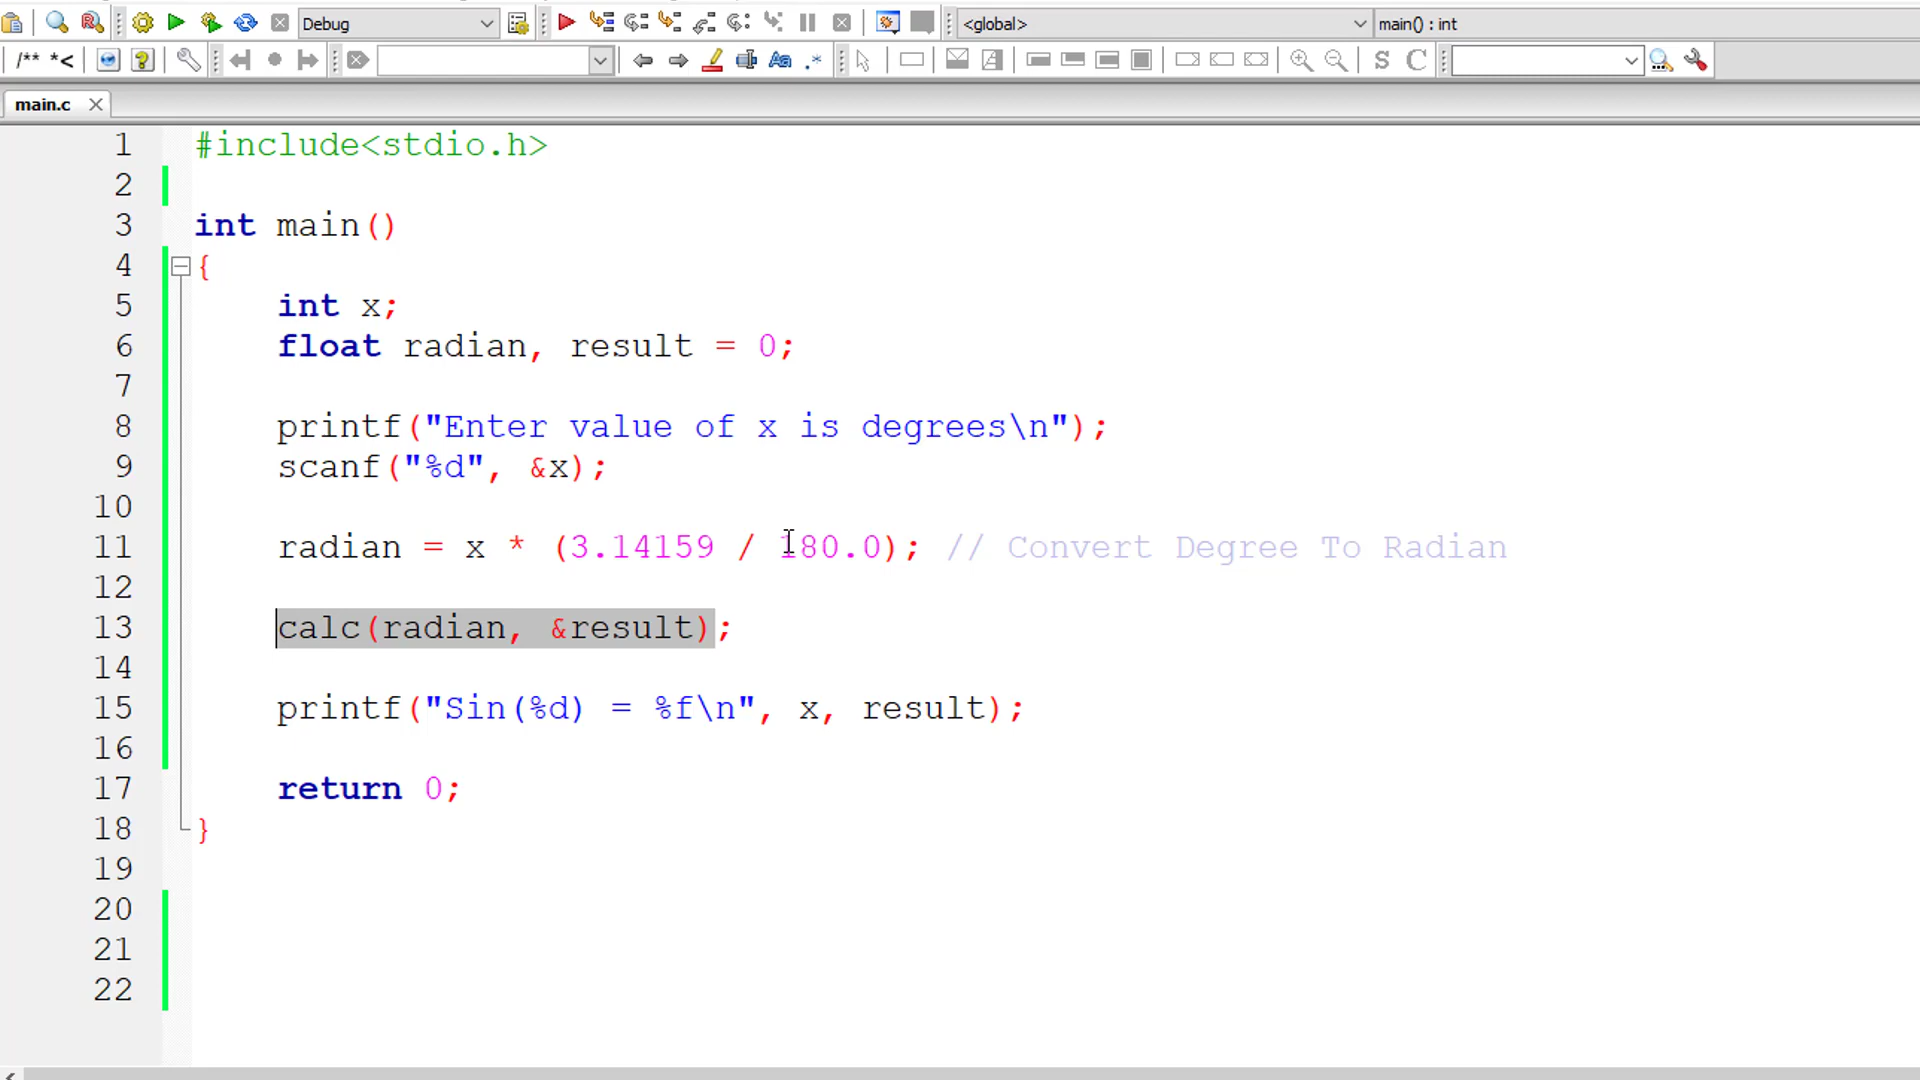 Debug <global> main() : int
/** *<
main.c
1 #include<stdio.h>
2
3 int main()
4 {
5 int x;
6 float radian, result = 0;
7
8 printf("Enter value of x is degrees\n");
9 scanf("%d", &x);
10
11 radian = x * (3.14159 / 180.0); // Convert Degree To Radian
12
13 calc(radian, &result);
14
15 printf("Sin(%d) = %f\n", x, result);
16
17 return 0;
18 }
19
20
21
22